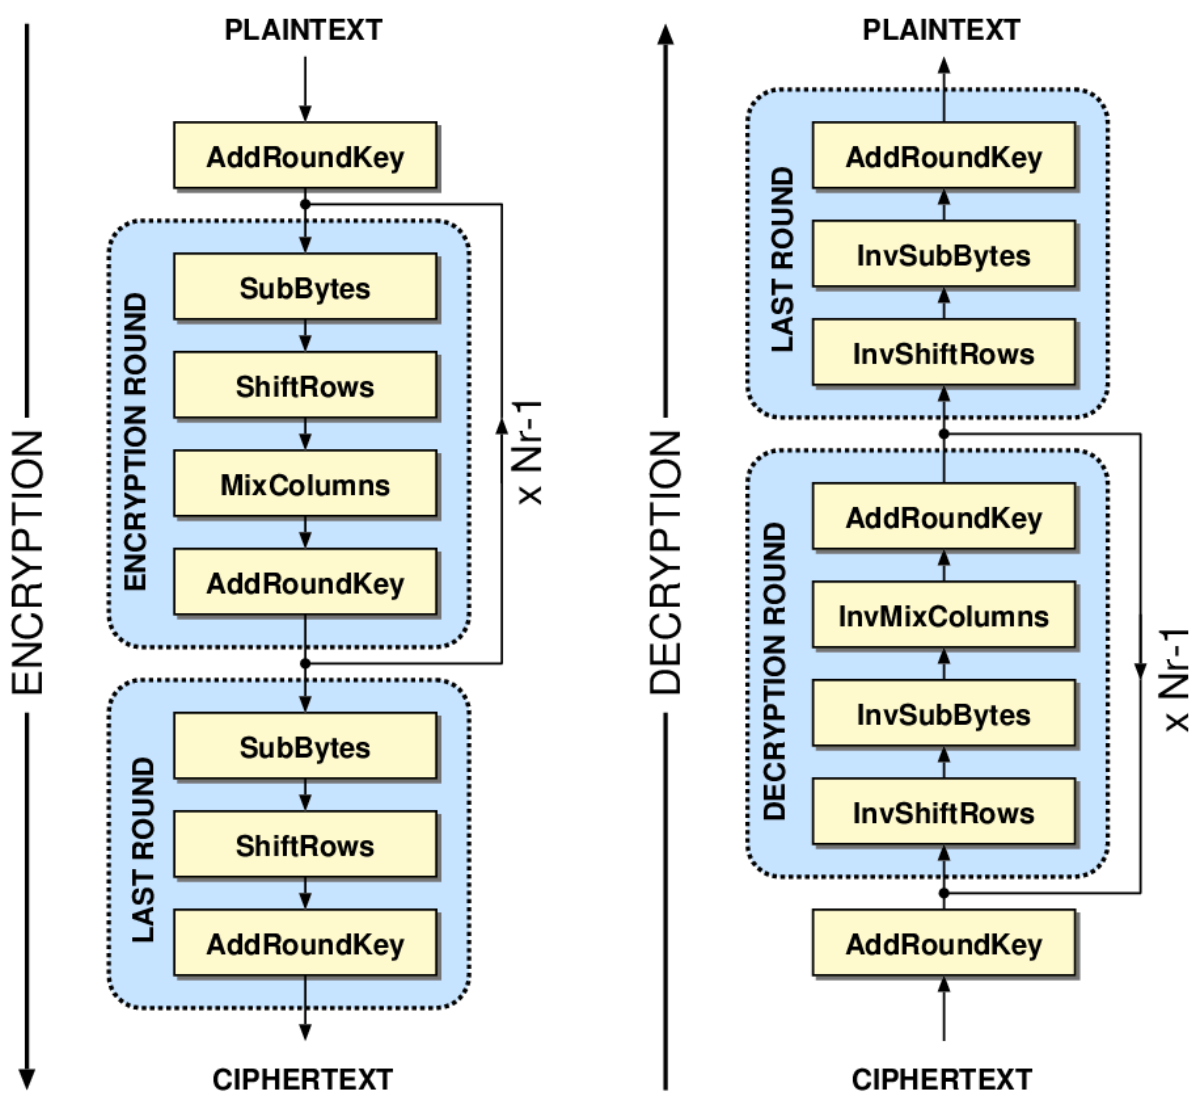 PLAINTEXT
AddRoundKey
ENCRYPTION ROUND
SubBytes
ShiftRows
MixColumns
AddRoundKey
x Nr-1
LAST ROUND
SubBytes
ShiftRows
AddRoundKey
CIPHERTEXT
ENCRYPTION
PLAINTEXT
LAST ROUND
AddRoundKey
InvSubBytes
InvShiftRows
DECRYPTION ROUND
AddRoundKey
InvMixColumns
InvSubBytes
InvShiftRows
x Nr-1
AddRoundKey
CIPHERTEXT
DECRYPTION